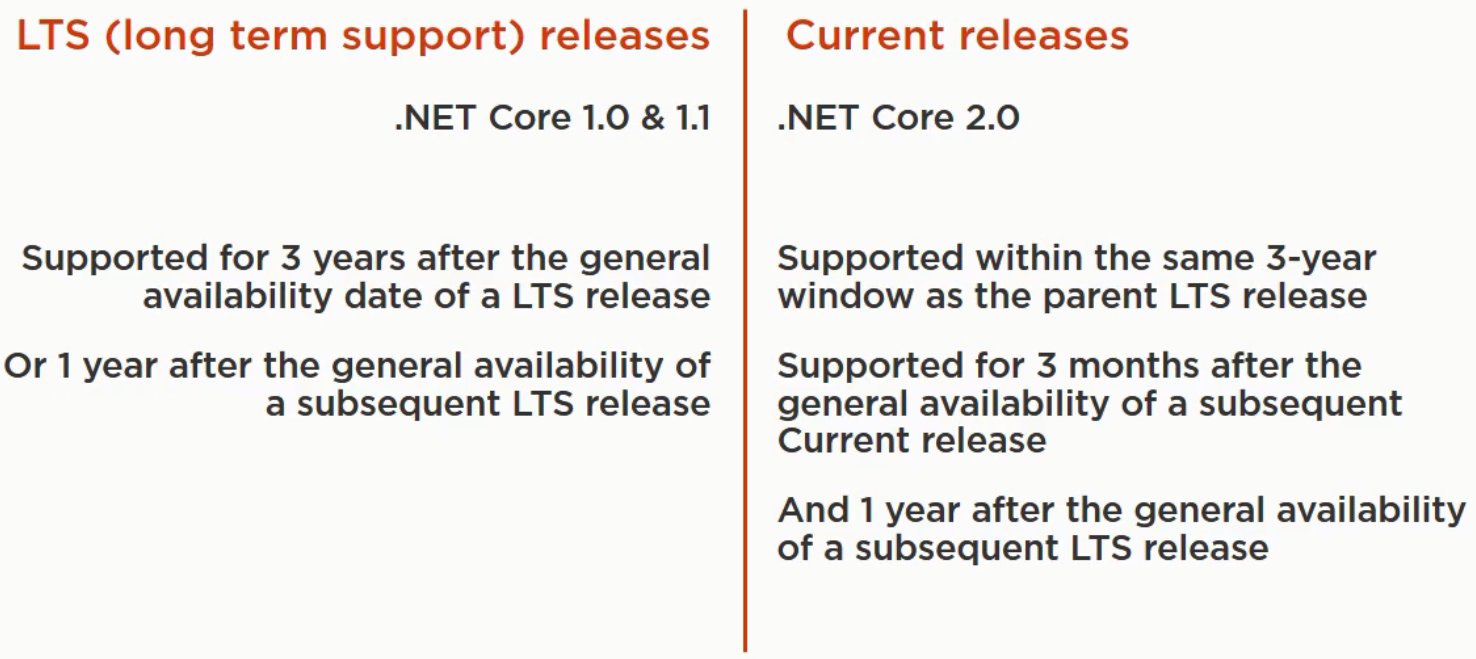 LTS (long term support) releases
.NET Core 1.0 & 1.1
Supported for 3 years after the general
availability date of a LTS release
Or 1 year after the general availability of
a subsequent LTS release
Current releases
.NET Core 2.0
Supported within the same 3-year
window as the parent LTS release
Supported for 3 months after the
general availability of a subsequent
Current release
And 1 year after the general availability
of a subsequent LTS release